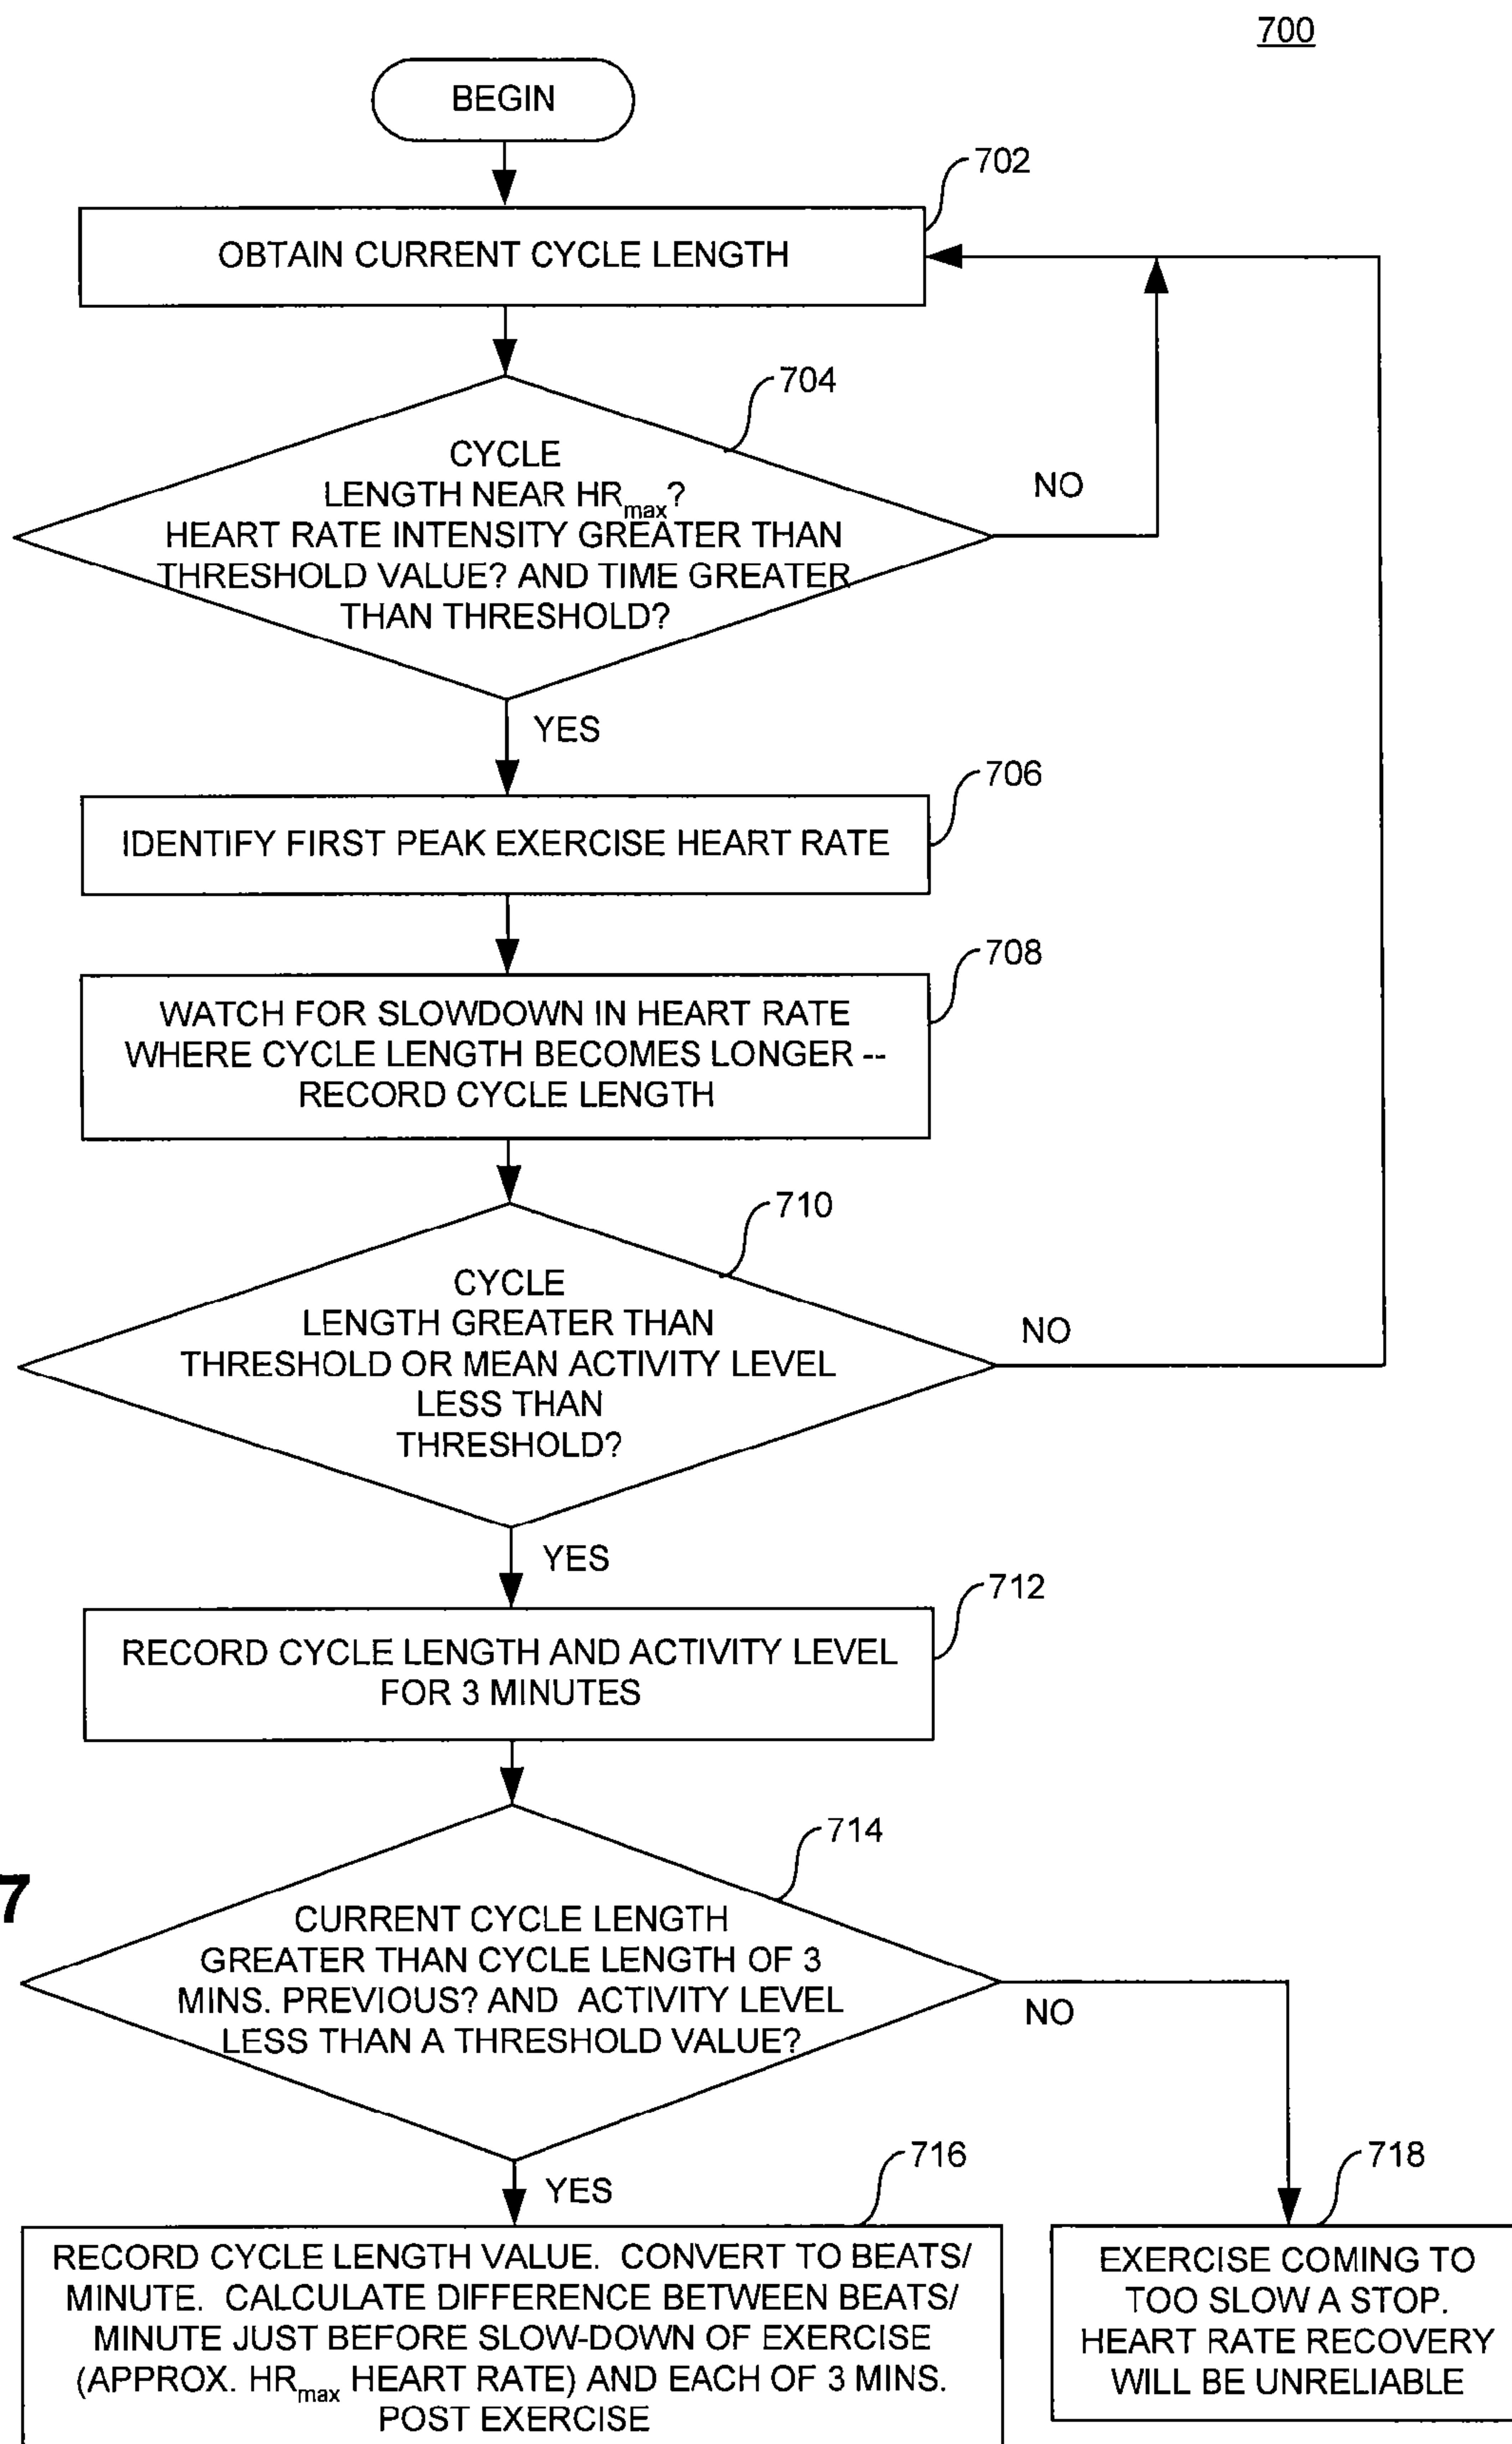 700
BEGIN
702
OBTAIN CURRENT CYCLE LENGTH
704
CYCLE
LENGTH NEAR HRmax?
HEART RATE INTENSITY GREATER THAN
THRESHOLD VALUE? AND TIME GREATER
THAN THRESHOLD?
NO
YES
706
IDENTIFY FIRST PEAK EXERCISE HEART RATE
708
WATCH FOR SLOWDOWN IN HEART RATE
WHERE CYCLE LENGTH BECOMES LONGER --
RECORD CYCLE LENGTH
710
CYCLE
LENGTH GREATER THAN
THRESHOLD OR MEAN ACTIVITY LEVEL
LESS THAN
THRESHOLD?
NO
YES
712
RECORD CYCLE LENGTH AND ACTIVITY LEVEL
FOR 3 MINUTES
714
7
CURRENT CYCLE LENGTH
GREATER THAN CYCLE LENGTH OF 3
MINS. PREVIOUS? AND ACTIVITY LEVEL
LESS THAN A THRESHOLD VALUE?
NO
YES
716
RECORD CYCLE LENGTH VALUE. CONVERT TO BEATS/
MINUTE. CALCULATE DIFFERENCE BETWEEN BEATS/
MINUTE JUST BEFORE SLOW-DOWN OF EXERCISE
(APPROX. HRmax HEART RATE) AND EACH OF 3 MINS.
POST EXERCISE
718
EXERCISE COMING TO
TOO SLOW A STOP.
HEART RATE RECOVERY
WILL BE UNRELIABLE